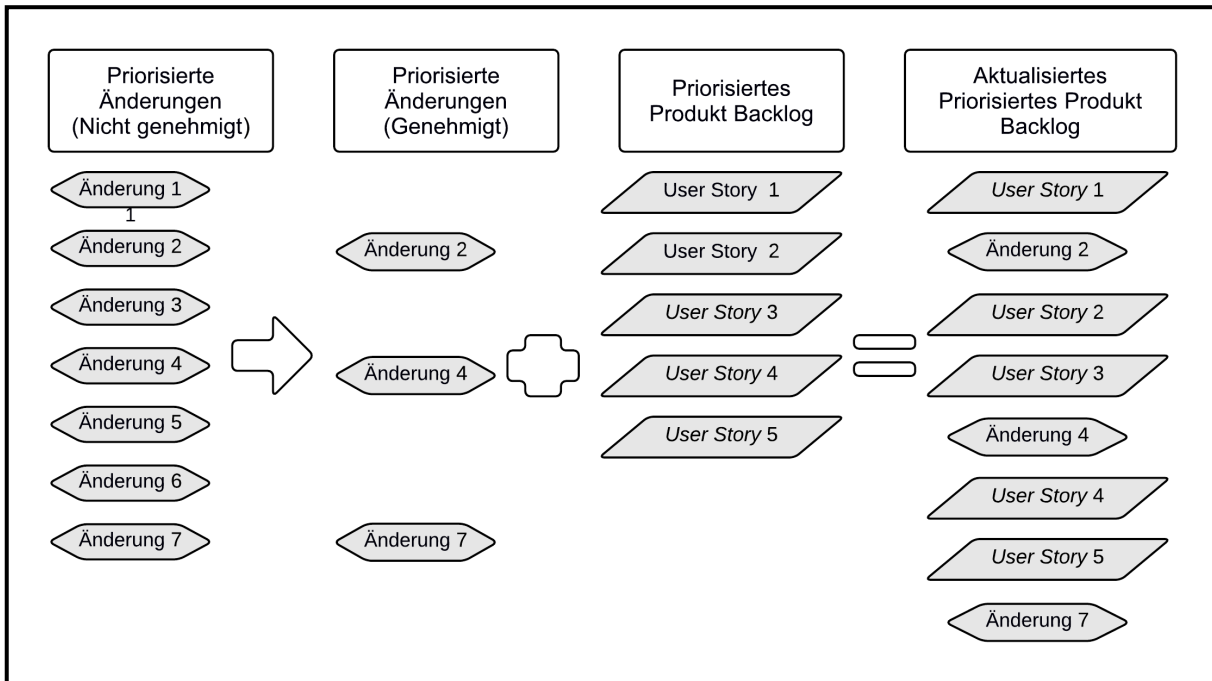 Priorisierte
Änderungen
(Nicht genehmigt)
Änderung 1
1
Änderung 2
Änderung 3
Änderung 4
Änderung 5
Änderung 6
Änderung 7
Priorisierte
Änderungen
(Genehmigt)
Änderung 2
Änderung 4
Änderung 7
Priorisiertes
Produkt Backlog
User Story 1
User Story 2
User Story 3
User Story 4
User Story 5
Aktualisiertes
Priorisiertes Produkt
Backlog
User Story 1
Änderung 2
User Story 2
User Story 3
Änderung 4
User Story 4
User Story 5
Änderung 7